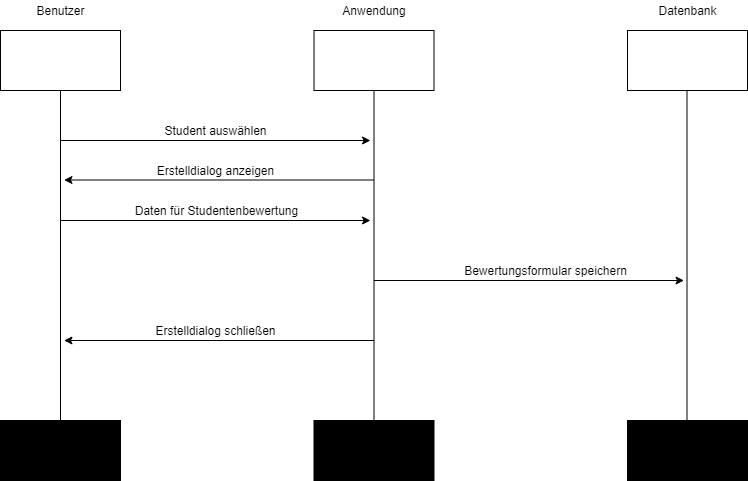 Benutzer
Anwendung
Datenbank
Student auswählen
Erstelldialog anzeigen
Daten für Studentenbewertung
Bewertungsformular speichern
Erstelldialog schließen